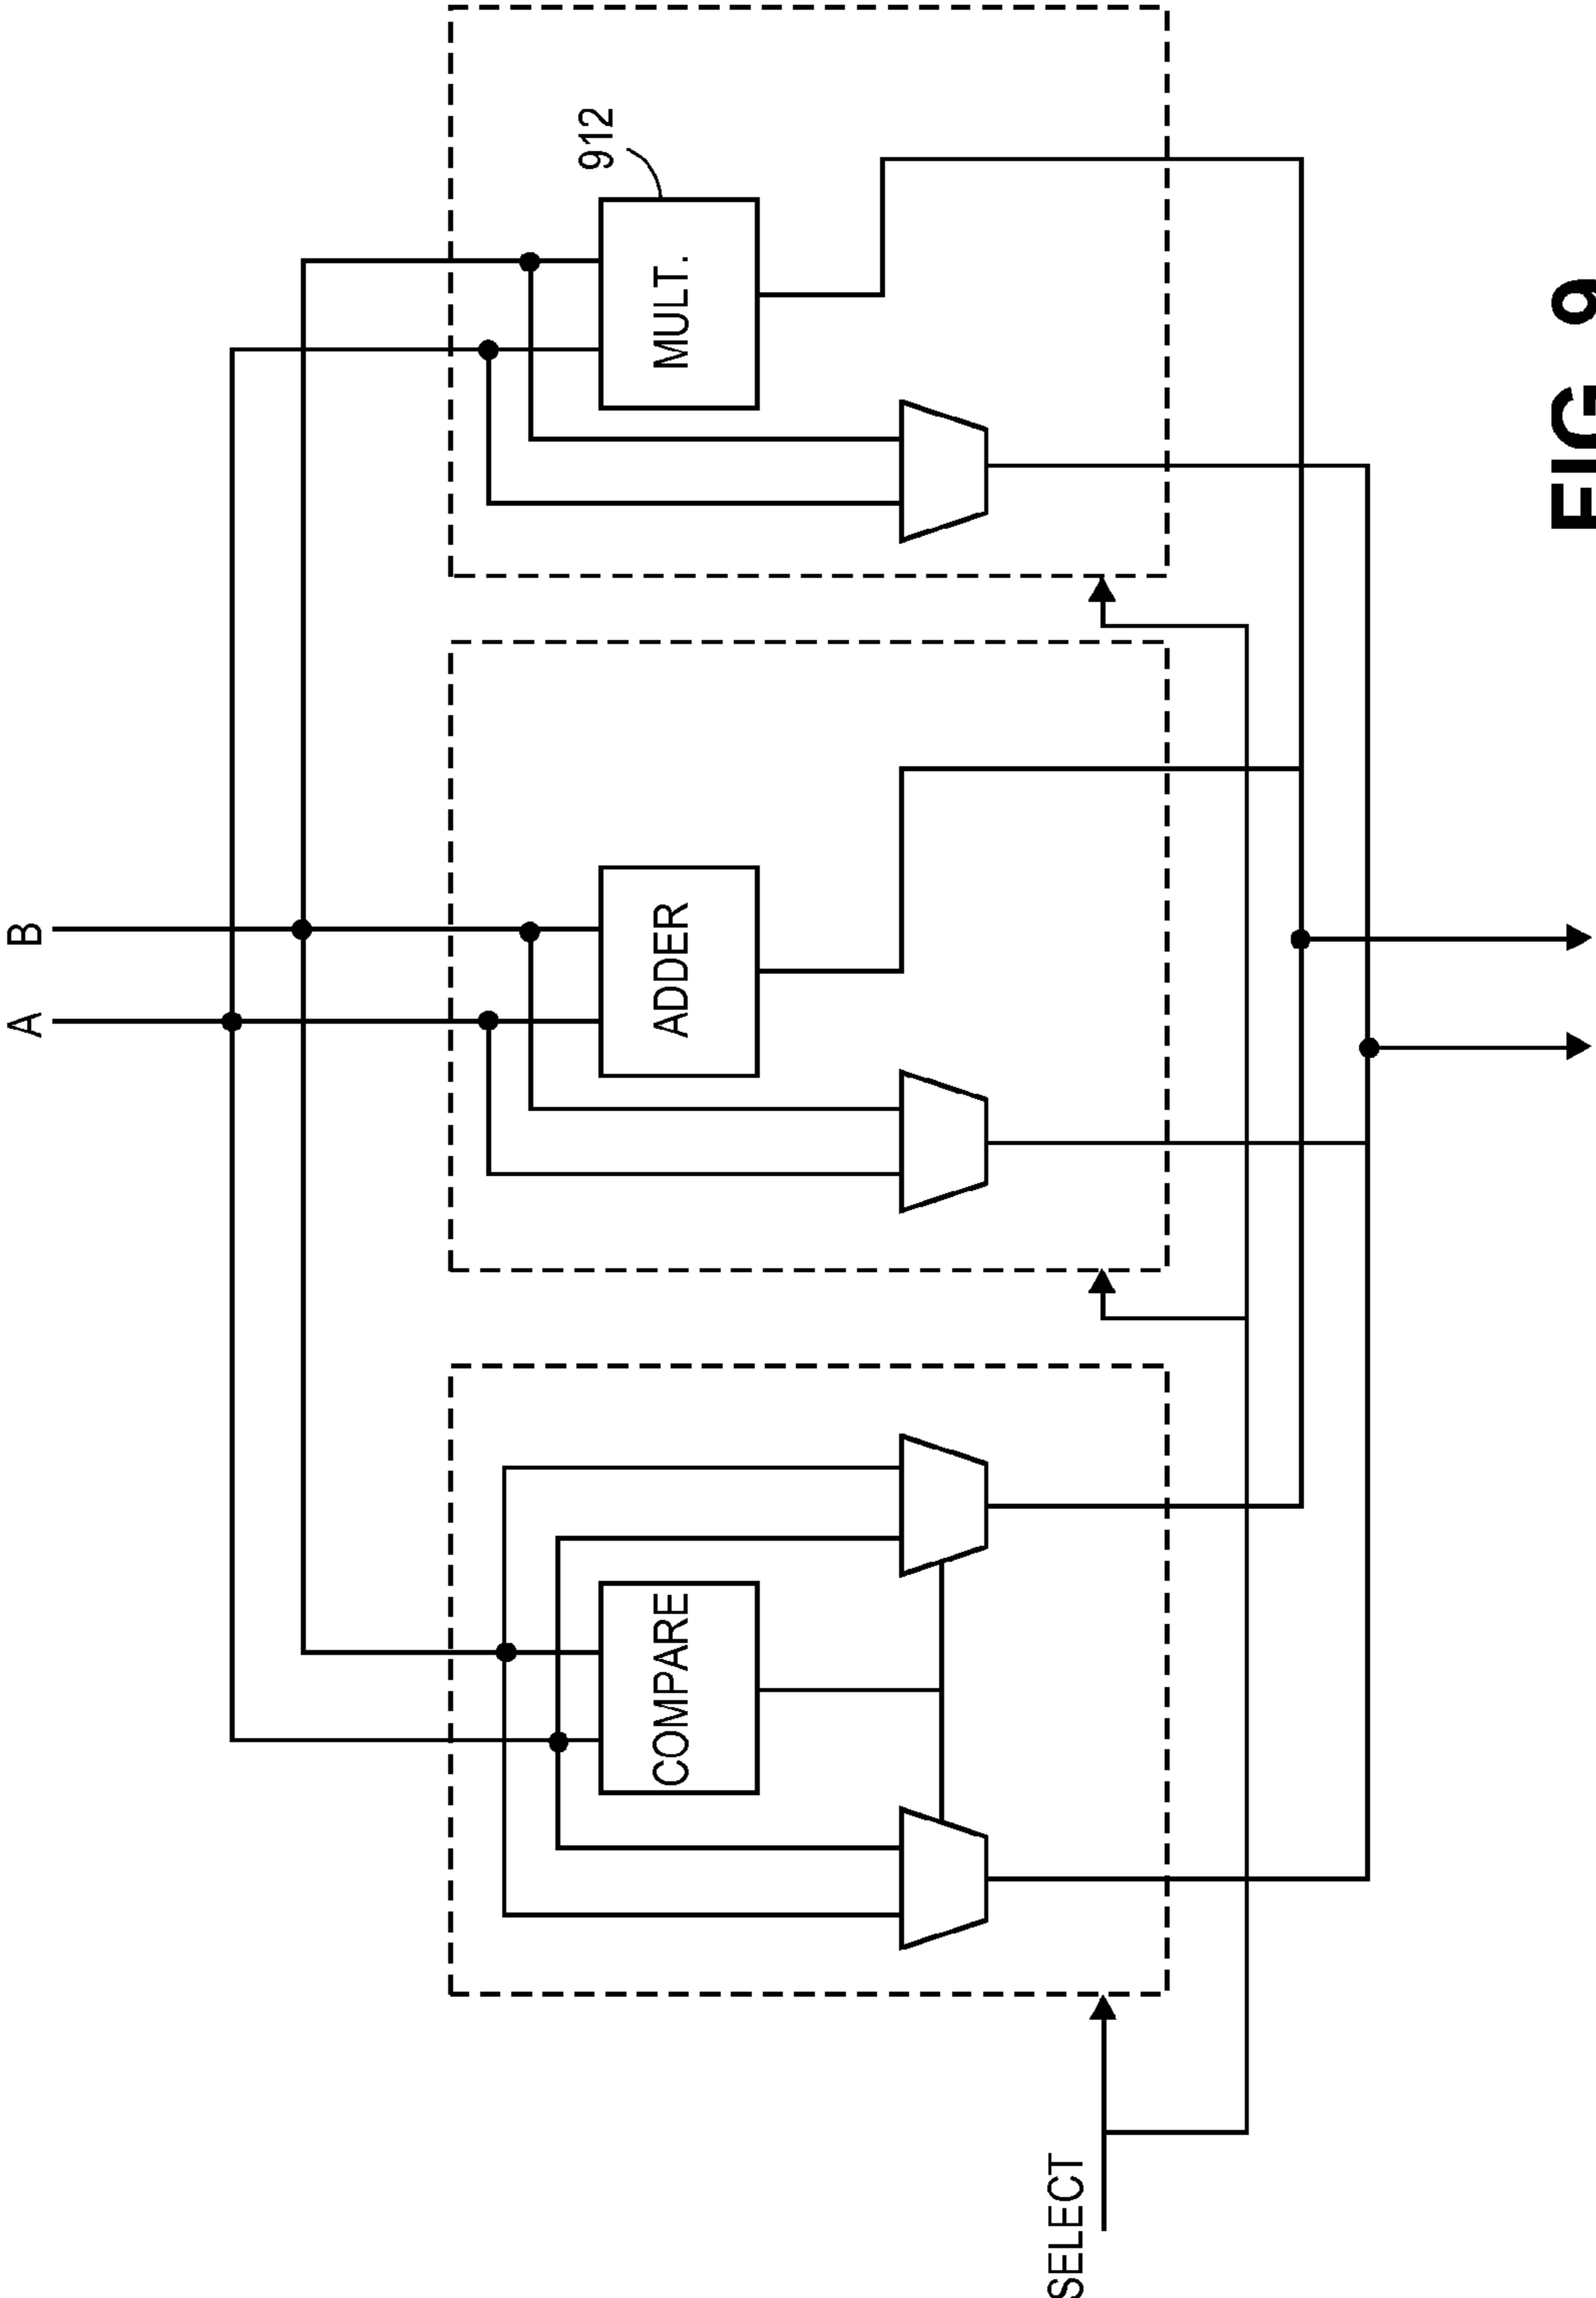 A
B
SELECT
COMPARE
ADDER
MULT.
912
FIG. 9